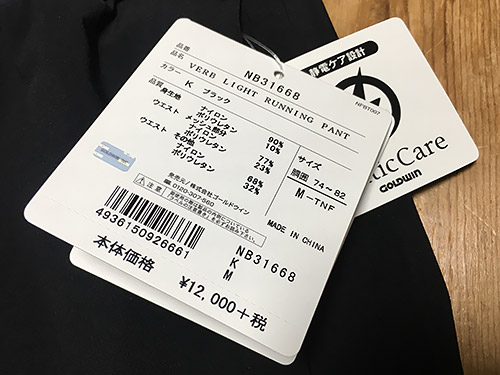 品番 NB31668
品名 VERB LIGHT RUNNING PANT
カラー K ブラック
品質
身生地
ナイロン 90%
ポリウレタン 10%
ウエスト メッシュ部分
ナイロン 77%
ポリウレタン 23%
ウエスト その他
ナイロン 68%
ポリウレタン 32%
サイズ
胴囲 74~82
M-TNF
発売元/株式会社ゴールドウイン
0120-307-560
注意
MADE IN CHINA
4936150926661
NB31668
K
M
本体価格
¥12,000+税
静電ケア設計
NFWT007
ticCare
GOLDWIN